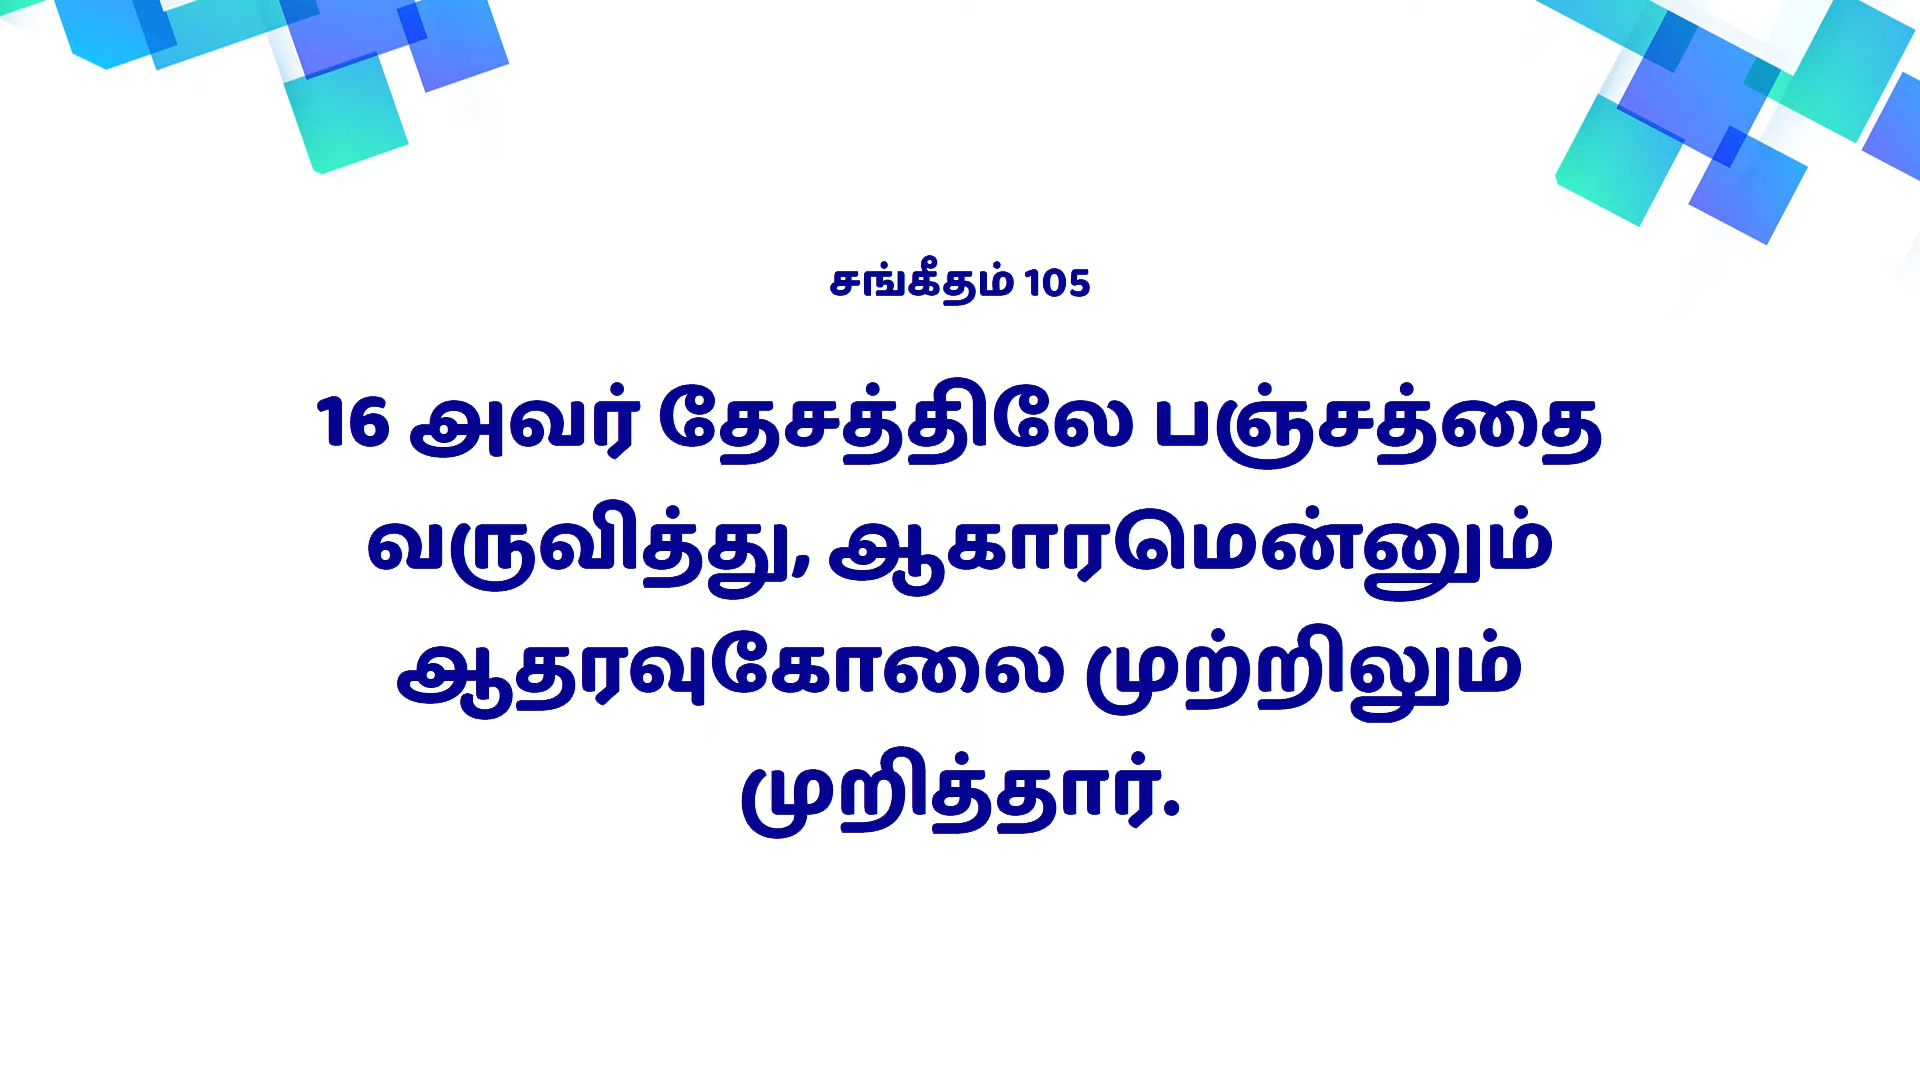 சங்கீதம் 105
16 அவர் தேசத்திலே பஞ்சத்தை
வருவித்து, ஆகாரமென்னும்
ஆதரவுகோலை முற்றிலும்
முறித்தார்.